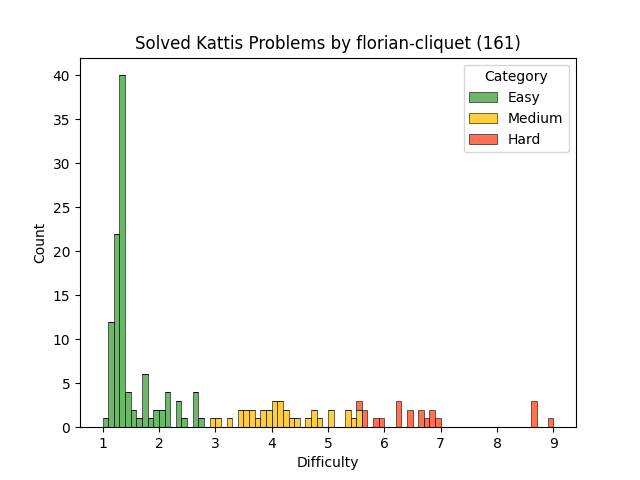 Solved Kattis Problems by florian-cliquet (161)
Category
Easy
Medium
Hard
Count
40
35
30
25
20
15
10
5
0
1 2 3 4 5 6 7 8 9
Difficulty